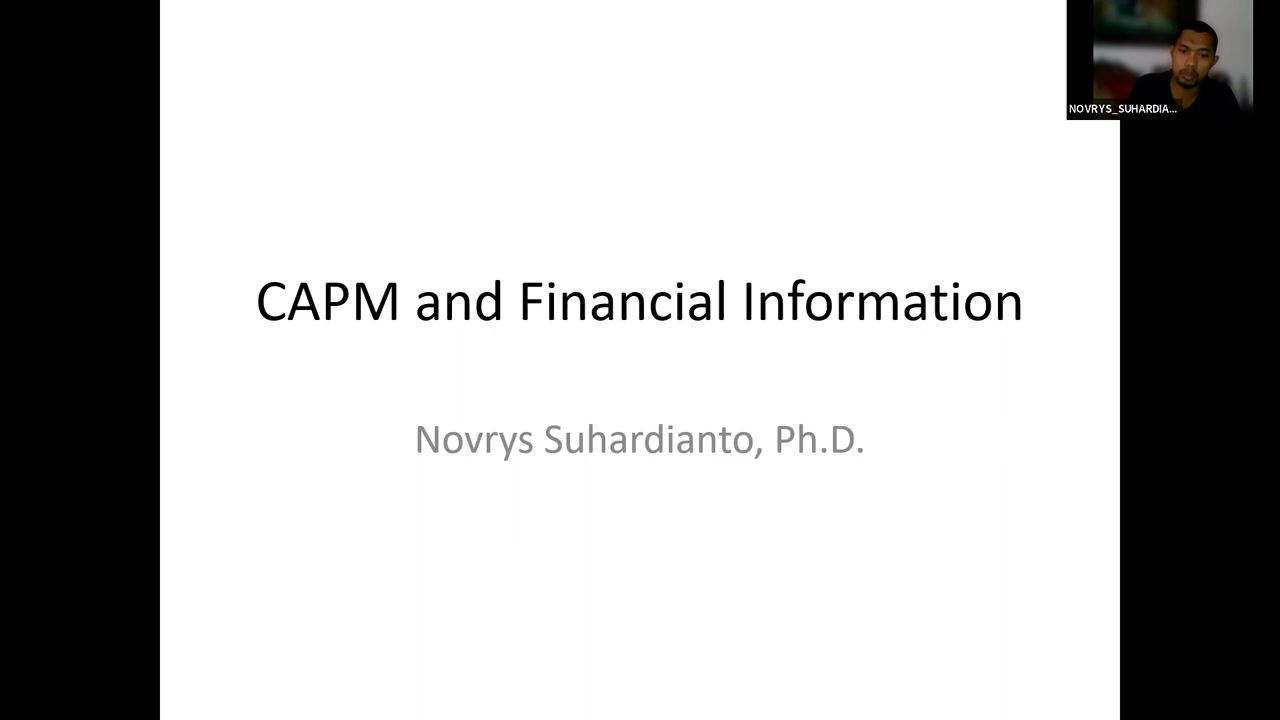 NOVRYS_SUHARDIA...
CAPM and Financial Information
Novrys Suhardianto, Ph.D.